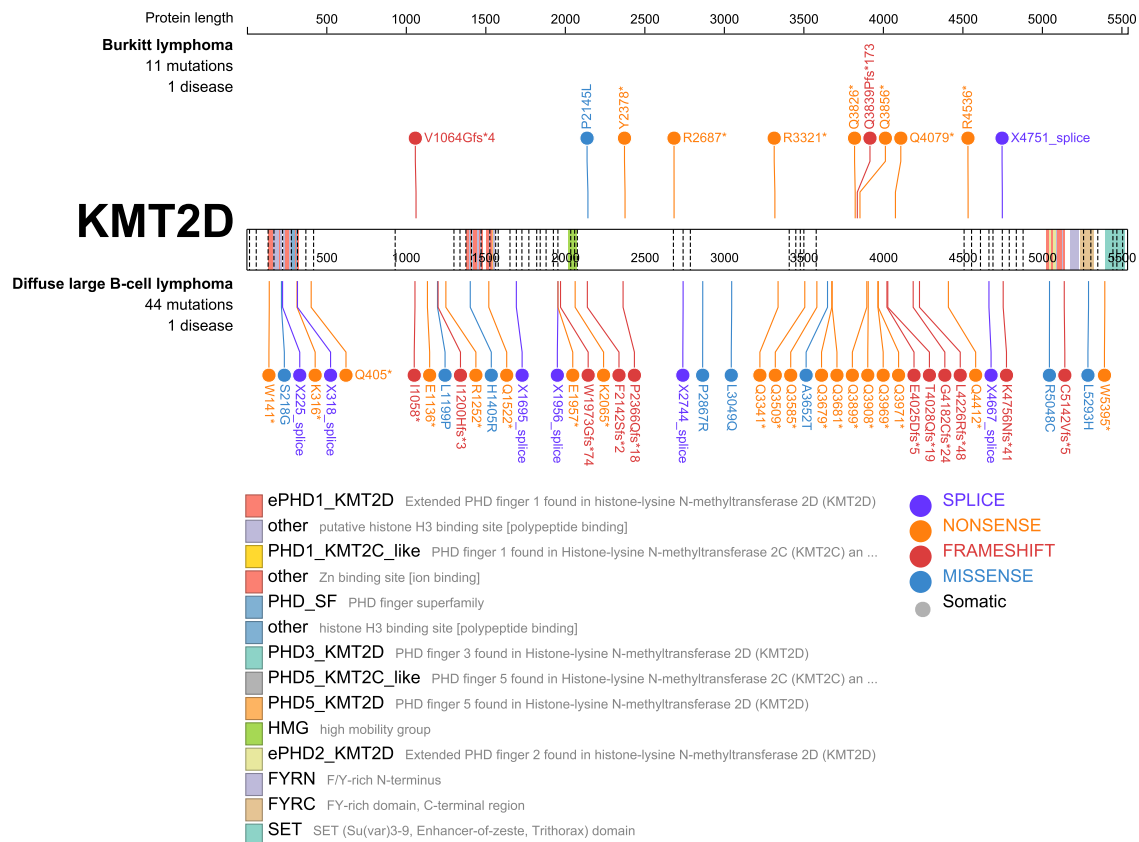 Protein length 500 1000 1500 2000 2500 3000 3500 4000 4500 5000 5500
Burkitt lymphoma
11 mutations
1 disease
V1064Gfs*4 P2145L Y2378* R2687* R3321* Q3826* Q3839Pfs*173 Q3856* Q4079* R4536* X4751_splice
KMT2D
500 1000 1500 2000 2500 3000 3500 4000 4500 5000 5500
Diffuse large B-cell lymphoma
44 mutations
1 disease
W141* S218G X225_splice K316* X318_splice Q405* I1058* E1136* L1199P I1200Hfs*3 R1252* H1405R Q1522* X1695_splice X1956_splice E1957* W1973Gfs*74 K2065* F2142Sfs*2 P2366Qfs*18 X2744_splice P2867R L3049Q Q3341* Q3509* Q3585* A3652T Q3679* Q3681* Q3899* Q3908* Q3969* Q3971* E4025Dfs*5 T4028Qfs*19 G4182Cfs*24 L4226Rfs*48 Q4412* X4667_splice K4756Nfs*41 R5048C D5142Vfs*5 L5293H W5395*
ePHD1_KMT2D Extended PHD finger 1 found in histone-lysine N-methyltransferase 2D (KMT2D)
other putative histone H3 binding site [polypeptide binding]
PHD1_KMT2C_like PHD finger 1 found in Histone-lysine N-methyltransferase 2C (KMT2C) an ...
other Zn binding site [ion binding]
PHD_SF PHD finger superfamily
other histone H3 binding site [polypeptide binding]
PHD3_KMT2D PHD finger 3 found in Histone-lysine N-methyltransferase 2D (KMT2D)
PHD5_KMT2C_like PHD finger 5 found in Histone-lysine N-methyltransferase 2C (KMT2C) an ...
PHD5_KMT2D PHD finger 5 found in Histone-lysine N-methyltransferase 2D (KMT2D)
HMG high mobility group
ePHD2_KMT2D Extended PHD finger 2 found in histone-lysine N-methyltransferase 2D (KMT2D)
FYRN F/Y-rich N-terminus
FYRC FY-rich domain, C-terminal region
SET SET (Su(var)3-9, Enhancer-of-zeste, Trithorax) domain
SPLICE
NONSENSE
FRAMESHIFT
MISSENSE
Somatic